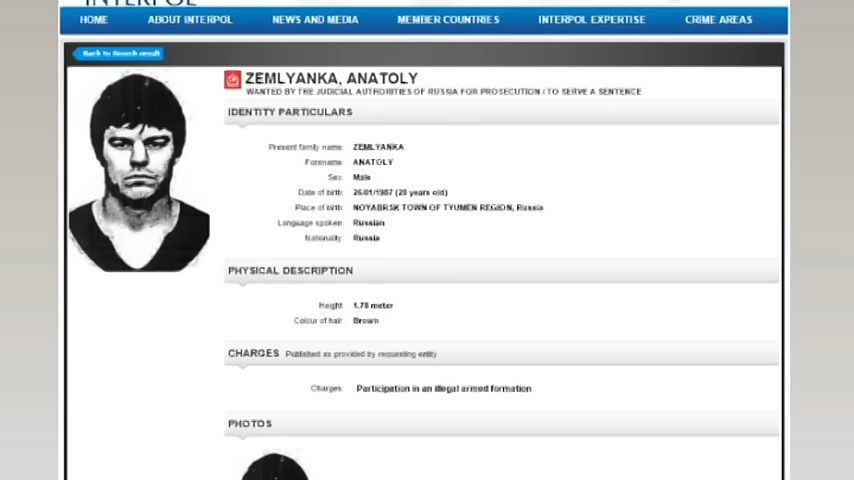 INTERPOL
HOME ABOUT INTERPOL NEWS AND MEDIA MEMBER COUNTRIES INTERPOL EXPERTISE CRIME AREAS
Back to Search result
ZEMLYANKA, ANATOLY
WANTED BY THE JUDICIAL AUTHORITIES OF RUSSIA FOR PROSECUTION / TO SERVE A SENTENCE
IDENTITY PARTICULARS
Present family name: ZEMLYANKA
Forename: ANATOLY
Sex: Male
Date of birth: 26/01/1987 (28 years old)
Place of birth: NOYABRSK TOWN OF TYUMEN REGION, Russia
Language spoken: Russian
Nationality: Russia
PHYSICAL DESCRIPTION
Height: 1.78 meter
Colour of hair: Brown
CHARGES Published as provided by requesting entity
Charges: Participation in an illegal armed formation
PHOTOS